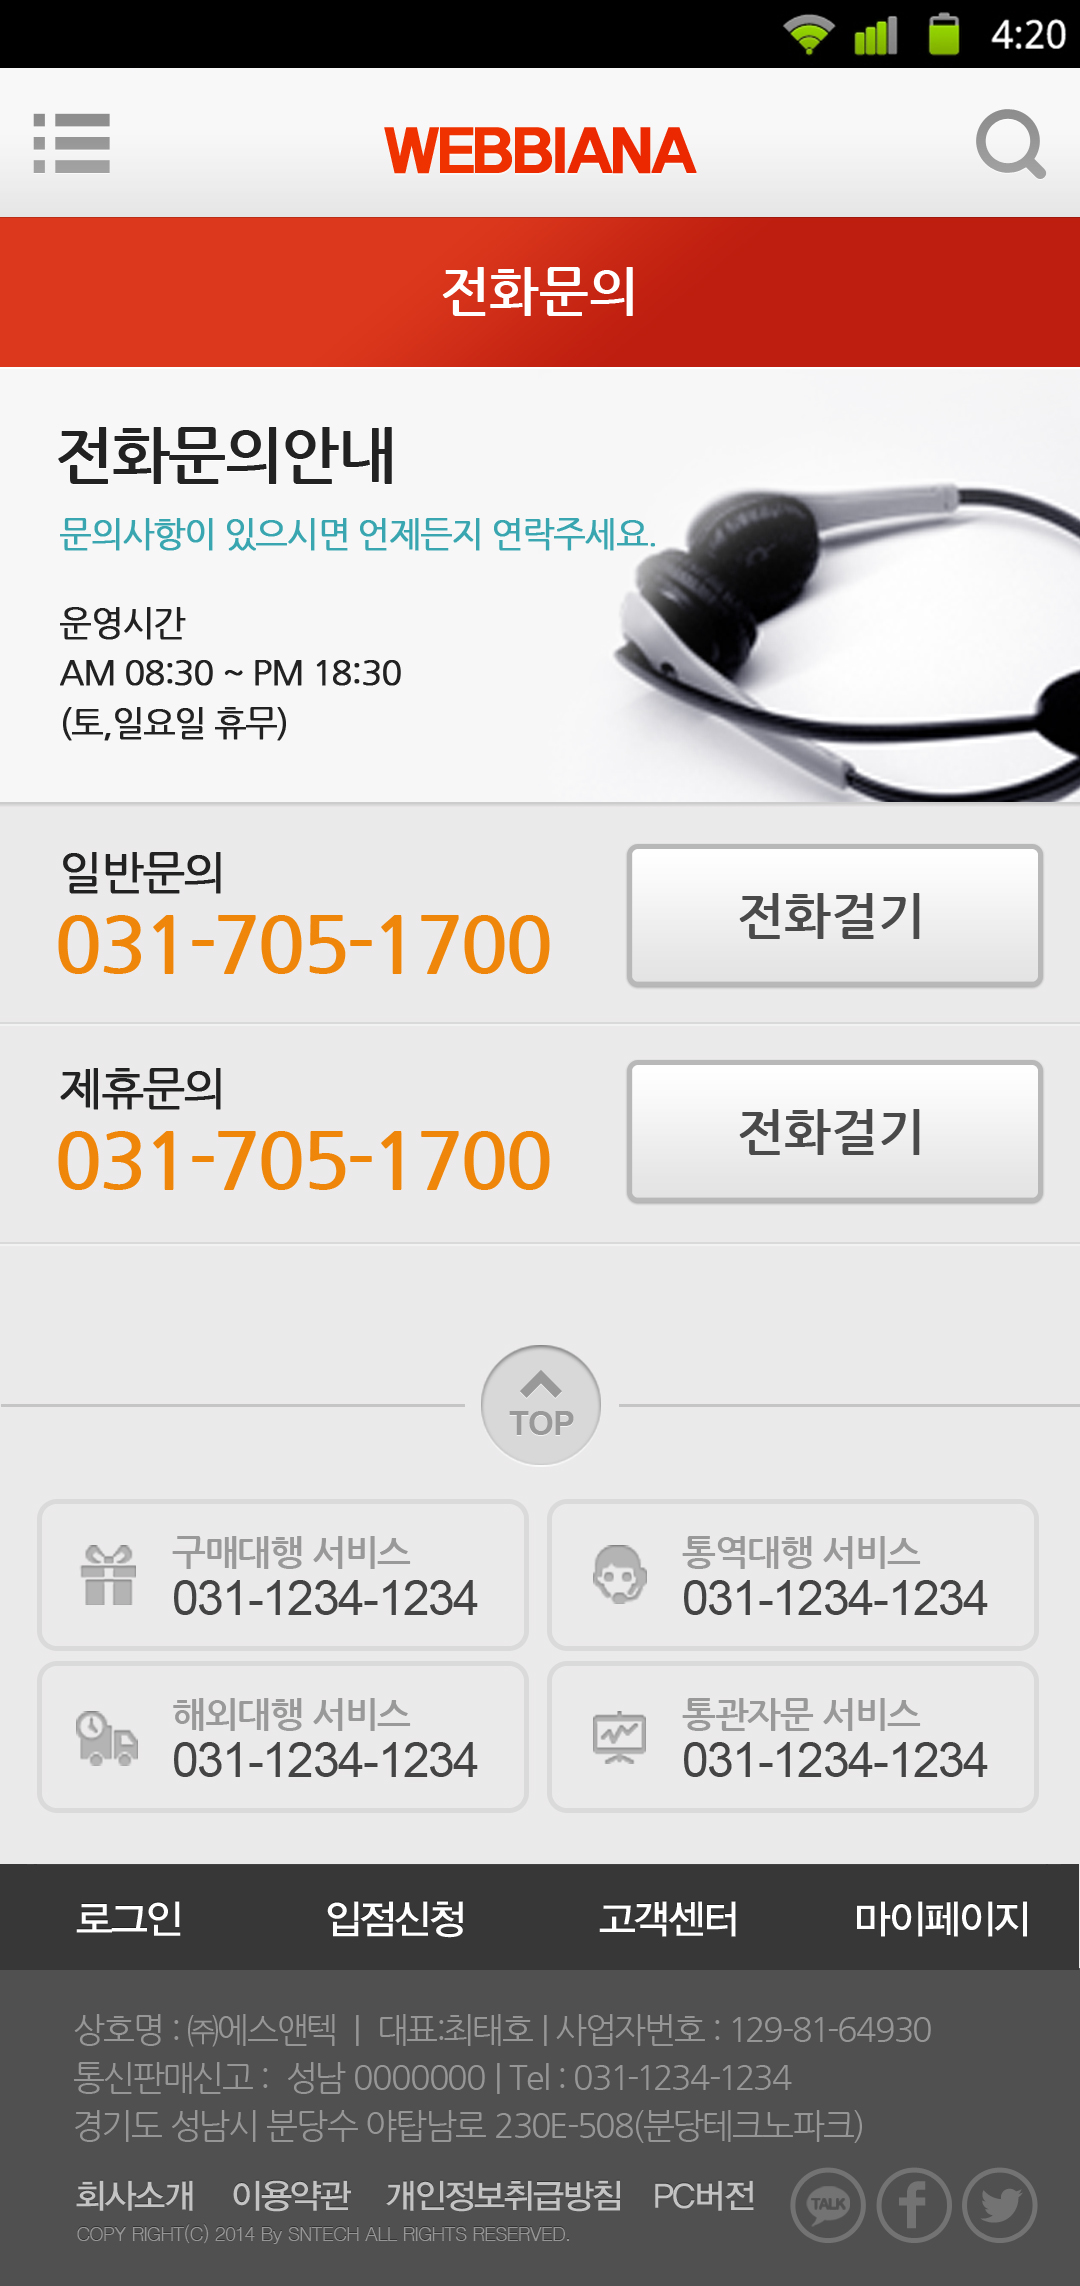 4:20
WEBBIANA
전화문의
전화문의안내
문의사항이 있으시면 언제든지 연락주세요.
운영시간
AM 08:30 ~ PM 18:30
(토,일요일 휴무)
일반문의
031-705-1700
전화걸기
제휴문의
031-705-1700
전화걸기
TOP
구매대행 서비스
031-1234-1234
통역대행 서비스
031-1234-1234
해외대행 서비스
031-1234-1234
통관자문 서비스
031-1234-1234
로그인 입점신청 고객센터 마이페이지
상호명 : ㈜에스앤텍 | 대표:최태호 | 사업자번호 : 129-81-64930
통신판매신고 : 성남 0000000 | Tel : 031-1234-1234
경기도 성남시 분당수 야탑남로 230E-508(분당테크노파크)
회사소개 이용약관 개인정보취급방침 PC버전
TALK
COPY RIGHT(C) 2014 By SNTECH ALL RIGHTS RESERVED.